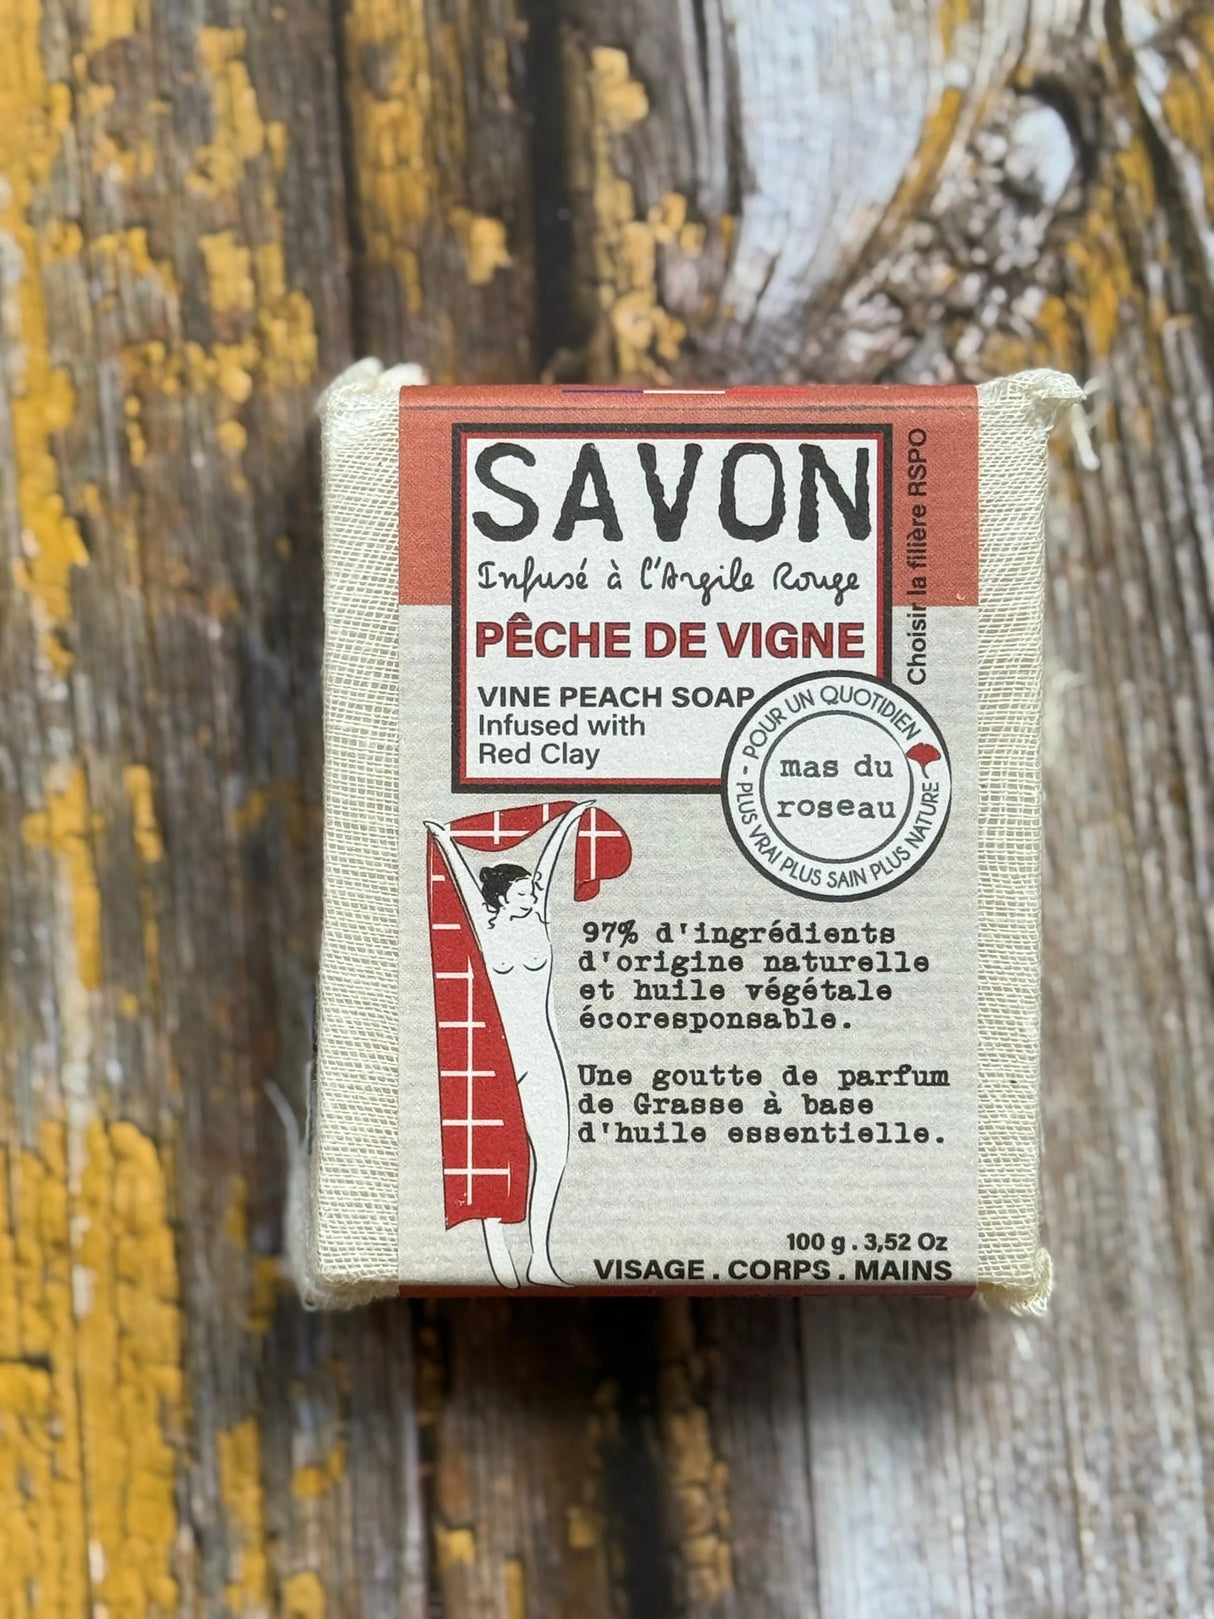 SAVON
Infusé à l'Argile Rouge
PÊCHE DE VIGNE
VINE PEACH SOAP
Infused with
Red Clay
Choisir la filière RSPO
- POUR UN QUOTIDIEN
PLUS VRAI PLUS SAIN PLUS NATURE -
mas du
roseau
97% d'ingrédients
d'origine naturelle
et huile végétale
écoresponsable.
Une goutte de parfum
de Grasse à base
d'huile essentielle.
100 g . 3,52 Oz
VISAGE . CORPS . MAINS